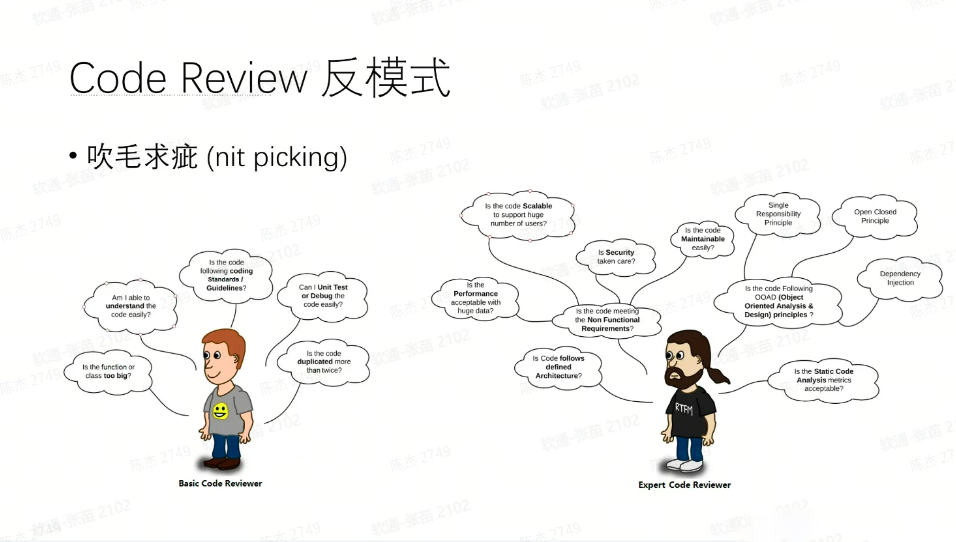 Code Review 反模式
• 吹毛求疵 (nit picking)
Is the function or
class too big?
Am I able to
understand the
code easily?
Is the code
following coding
Standards /
Guidelines?
Can I Unit Test
or Debug the
code easily?
Is the code
duplicated more
than twice?
Basic Code Reviewer
Is the code Scalable
to support huge
number of users?
Is the
Performance
acceptable with
huge data?
Is Security
taken care?
Is the code
Maintainable
easily?
Is the code meeting
the Non Functional
Requirements?
Is Code follows
defined
Architecture?
Single
Responsibility
Principle
Open Closed
Principle
Dependency
Injection
Is the code Following
OOAD (Object
Oriented Analysis &
Design) principles ?
Is the Static Code
Analysis metrics
acceptable?
RTFM
Expert Code Reviewer
陈杰 2749
软通-张苗 2102